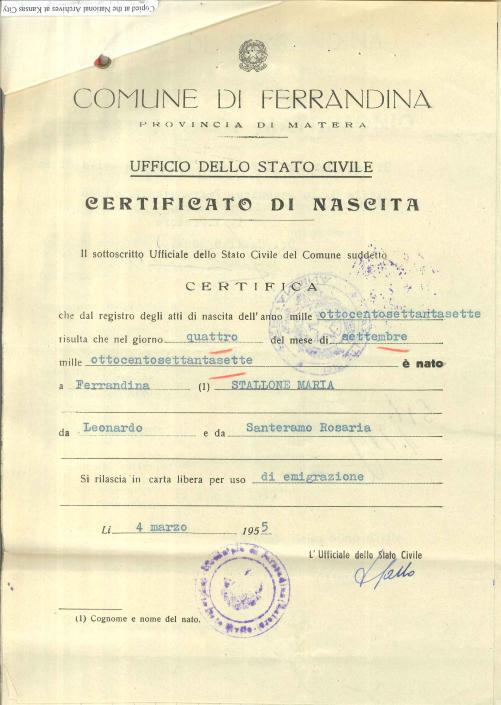 Copied at the National Archives at Kansas City
COMUNE DI FERRANDINA
PROVINCIA DI MATERA
UFFICIO DELLO STATO CIVILE
CERTIFICATO DI NASCITA
Il sottoscritto Ufficiale dello Stato Civile del Comune suddetto
CERTIFICA
che dal registro degli atti di nascita dell'anno mille ottocentosettantasette
risulta che nel giorno quattro del mese di settembre
mille ottocentosettantasette è nato
a Ferrandina (1) STALLONE MARIA
da Leonardo e da Santeramo Rosaria
Si rilascia in carta libera per uso di emigrazione
Li 4 marzo 1955
L'Ufficiale dello Stato Civile
(1) Cognome e nome del nato.